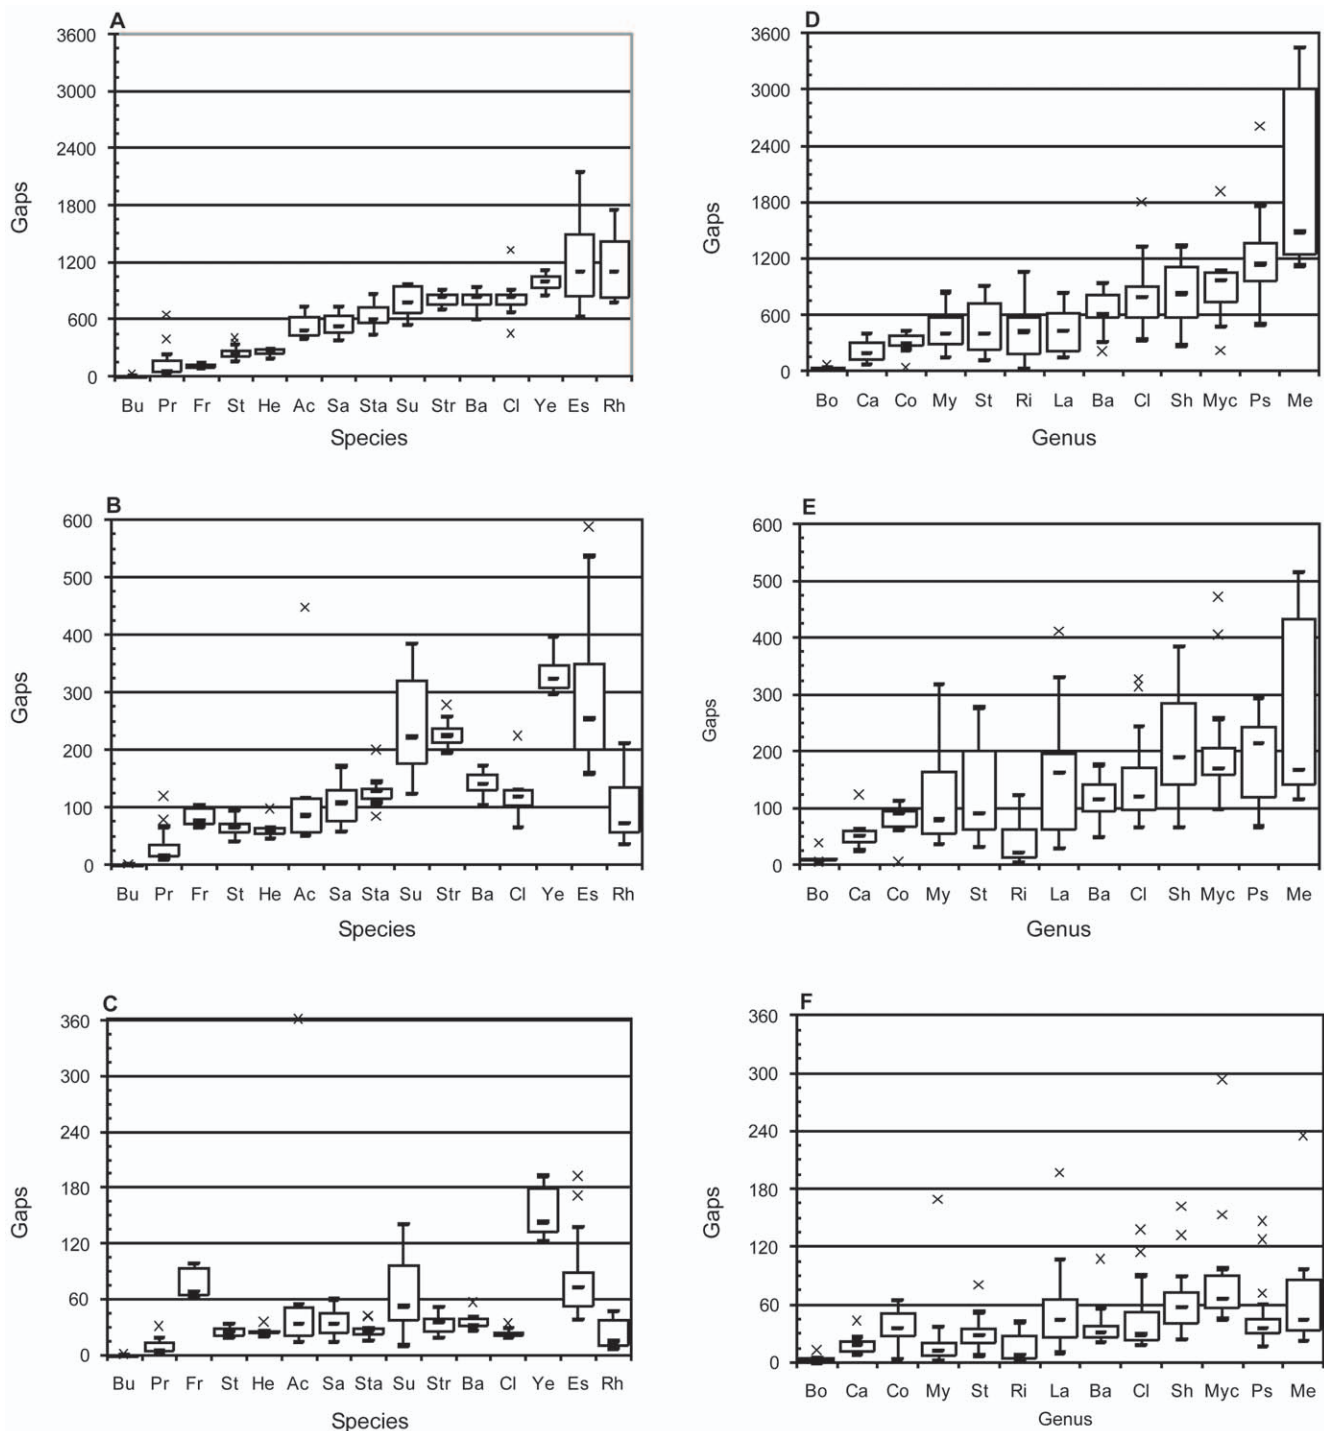 A
3600
3000
2400
1800
1200
600
0
Gaps
Bu Pr Fr St He Ac Sa Sta Su Str Ba Cl Ye Es Rh
Species
D
3600
3000
2400
1800
1200
600
0
Gaps
Bo Ca Co My St Ri La Ba Cl Sh Myc Ps Me
Genus
B
600
500
400
300
200
100
0
Gaps
Bu Pr Fr St He Ac Sa Sta Su Str Ba Cl Ye Es Rh
Species
E
600
500
400
300
200
100
0
Gaps
Bo Ca Co My St Ri La Ba Cl Sh Myc Ps Me
Genus
C
360
300
240
180
120
60
0
Gaps
Bu Pr Fr St He Ac Sa Sta Su Str Ba Cl Ye Es Rh
Species
F
360
300
240
180
120
60
0
Gaps
Bo Ca Co My St Ri La Ba Cl Sh Myc Ps Me
Genus